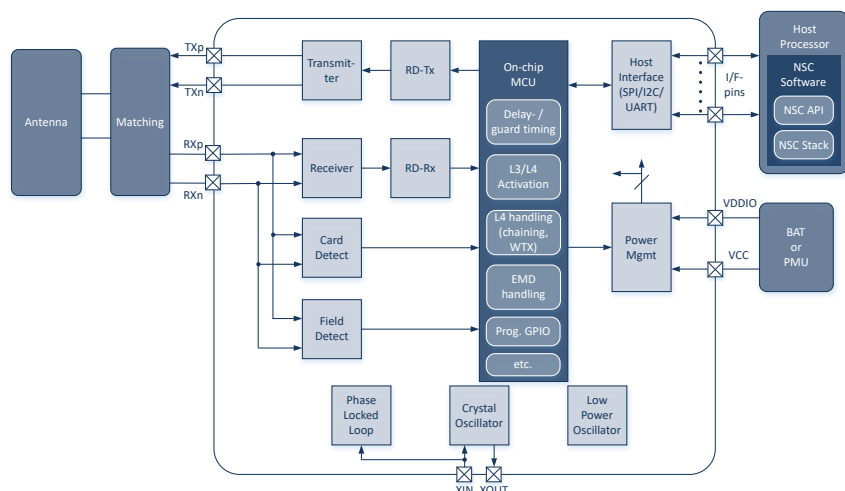 Antenna
Matching
TXp
TXn
RXp
RXn
Transmit-
ter
RD-Tx
Receiver
RD-Rx
Card
Detect
Field
Detect
On-chip
MCU
Delay- /
guard timing
L3/L4
Activation
L4 handling
(chaining,
WTX)
EMD
handling
Prog. GPIO
etc.
Host
Interface
(SPI/I2C/
UART)
Power
Mgmt
I/F-
pins
VDDIO
VCC
Host
Processor
NSC
Software
NSC API
NSC Stack
BAT
or
PMU
Phase
Locked
Loop
Crystal
Oscillator
Low
Power
Oscillator
XIN XOUT